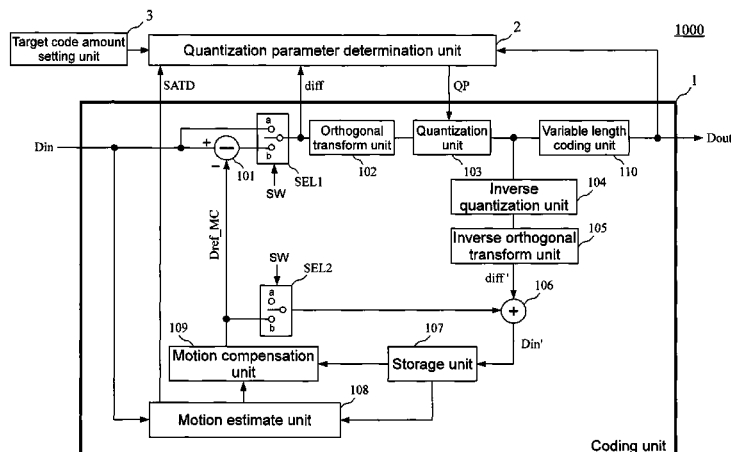 3
2
1000
Target code amount
setting unit
Quantization parameter determination unit
SATD
diff
QP
1
a
b
Din
+
−
−
101
SEL1
SW
Orthogonal
transform unit
102
Quantization
unit
103
Variable length
coding unit
110
Dout
Inverse
quantization unit
104
Inverse orthogonal
transform unit
105
Dref_MC
SW
SEL2
a
b
diff'
+
106
109
Motion compensation
unit
107
Storage unit
Din'
108
Motion estimate unit
Coding unit